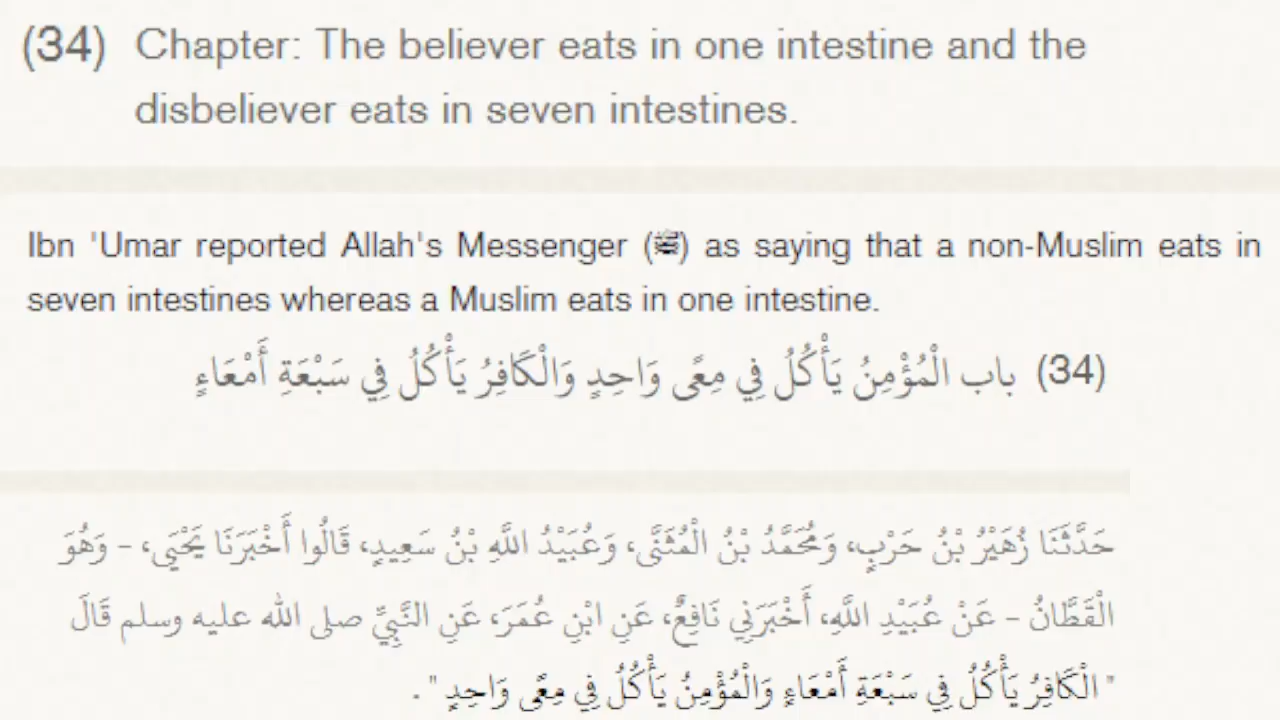 (34) Chapter: The believer eats in one intestine and the
disbeliever eats in seven intestines.
Ibn 'Umar reported Allah's Messenger (ﷺ) as saying that a non-Muslim eats in
seven intestines whereas a Muslim eats in one intestine.
(34) باب الْمُؤْمِنُ يَأْكُلُ فِي مِعًى وَاحِدٍ وَالْكَافِرُ يَأْكُلُ فِي سَبْعَةِ أَمْعَاءٍ
حَدَّثَنَا زُهَيْرُ بْنُ حَرْبٍ، وَمُحَمَّدُ بْنُ الْمُثَنَّى، وَعُبَيْدُ اللَّهِ بْنُ سَعِيدٍ، قَالُوا أَخْبَرَنَا يَحْيَى، - وَهُوَ
الْقَطَّانُ - عَنْ عُبَيْدِ اللَّهِ، أَخْبَرَنِي نَافِعٌ، عَنِ ابْنِ عُمَرَ، عَنِ النَّبِيِّ صلى الله عليه وسلم قَالَ
" الْكَافِرُ يَأْكُلُ فِي سَبْعَةِ أَمْعَاءٍ وَالْمُؤْمِنُ يَأْكُلُ فِي مِعًى وَاحِدٍ " .